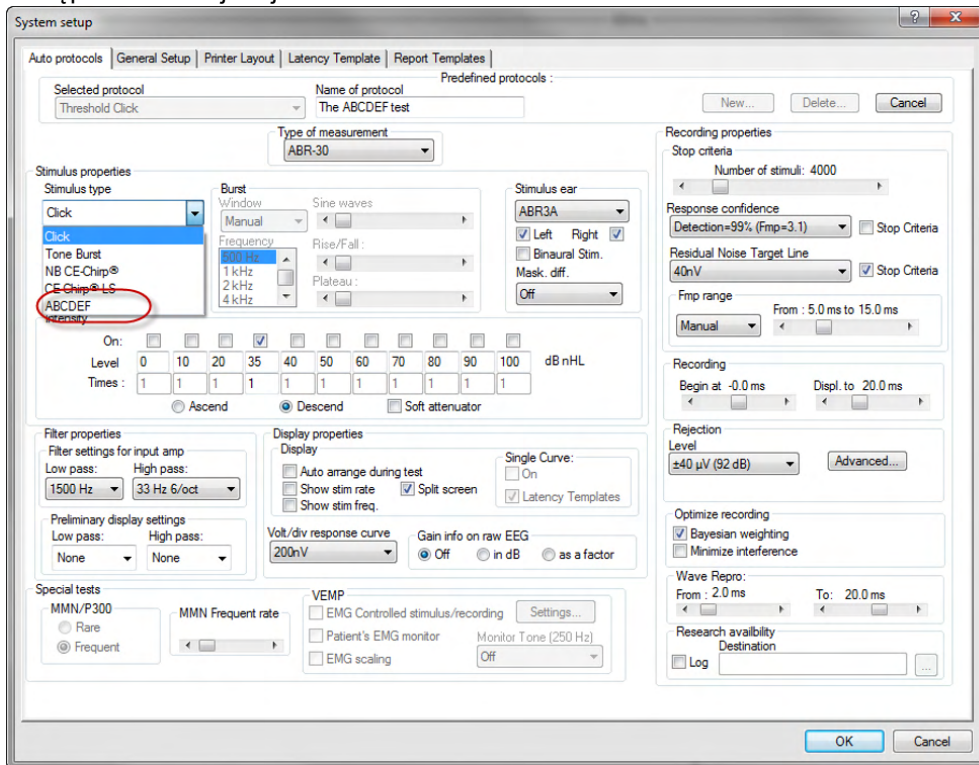 System setup
Auto protocols General Setup Printer Layout Latency Template Report Templates
Predefined protocols :
Selected protocol Name of protocol
Threshold Click The ABCDEF test New... Delete... Cancel
Type of measurement
ABR-30
Stimulus properties
Stimulus type
Click
Click
Tone Burst
NB CE-Chirp®
CE-Chirp® LS
ABCDEF
Burst
Window Sine waves
Manual
Frequency Rise/Fall :
500 Hz
1 kHz
2 kHz Plateau :
4 kHz
Stimulus ear
ABR3A
Left Right
Binaural Stim.
Mask. diff.
Off
Intensity
On:
Level 0 10 20 35 40 50 60 70 80 90 100 dB nHL
Times : 1 1 1 1 1 1 1 1 1 1 1
Ascend Descend Soft attenuator
Recording properties
Stop criteria
Number of stimuli: 4000
Response confidence
Detection=99% (Fmp=3.1) Stop Criteria
Residual Noise Target Line
40nV Stop Criteria
Fmp range
From : 5.0 ms to 15.0 ms
Manual
Recording
Begin at -0.0 ms Displ. to 20.0 ms
Rejection
Level
±40 µV (92 dB) Advanced...
Optimize recording
Bayesian weighting
Minimize interference
Wave Repro:
From : 2.0 ms To: 20.0 ms
Research availbility
Destination
Log ...
Filter properties
Filter settings for input amp
Low pass: High pass:
1500 Hz 33 Hz 6/oct
Preliminary display settings
Low pass: High pass:
None None
Display properties
Display
Auto arrange during test
Show stim rate Split screen
Show stim freq.
Single Curve:
On
Latency Templates
Volt/div response curve
200nV
Gain info on raw EEG
Off in dB as a factor
Special tests
MMN/P300
Rare
Frequent
MMN Frequent rate
VEMP
EMG Controlled stimulus/recording Settings...
Patient's EMG monitor Monitor Tone (250 Hz)
EMG scaling Off
OK Cancel